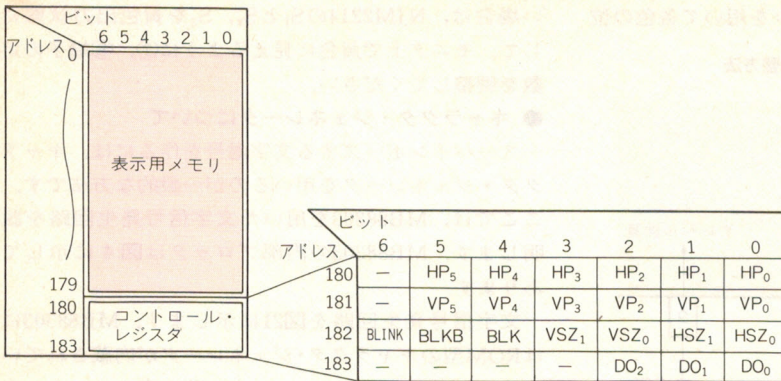 ビット
アドレス 6 5 4 3 2 1 0
0
表示用メモリ
179
180
コントロール・
レジスタ
183
ビット
アドレス 6 5 4 3 2 1 0
180 − HP5 HP4 HP3 HP2 HP1 HP0
181 − VP5 VP4 VP3 VP2 VP1 VP0
182 BLINK BLKB BLK VSZ1 VSZ0 HSZ1 HSZ0
183 − − − − DO2 DO1 DO0